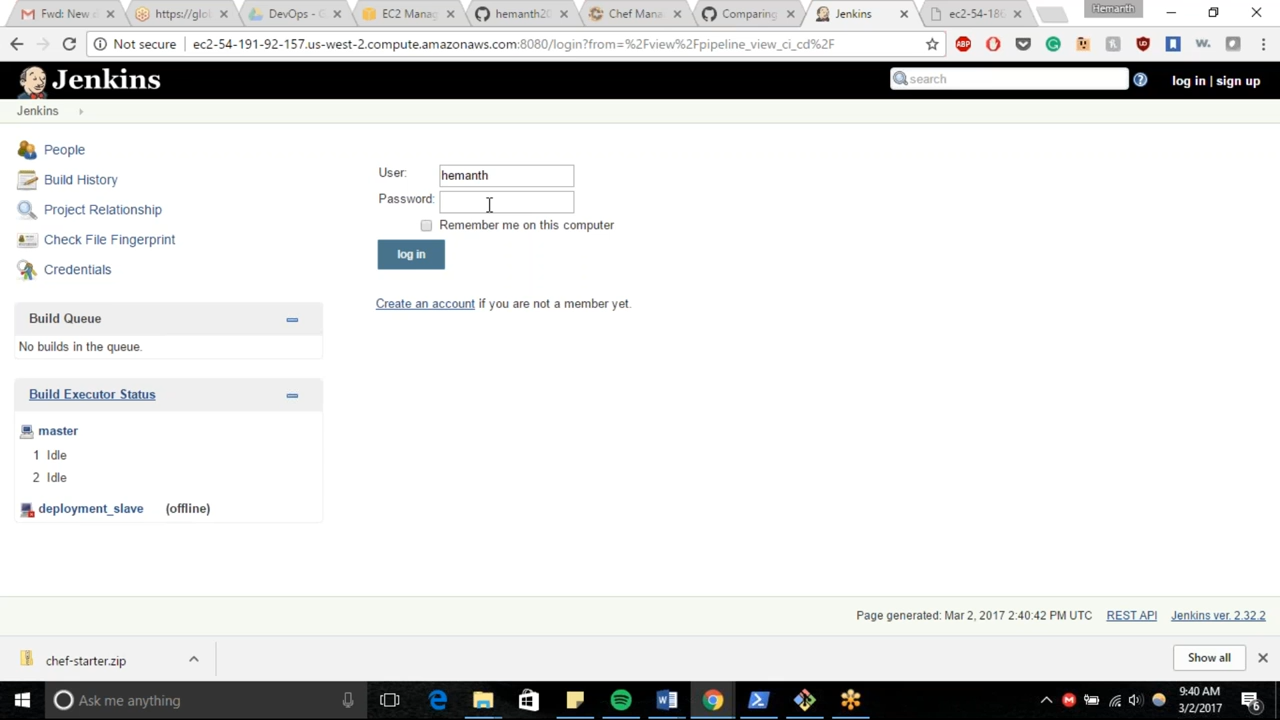 Fwd: New d
https://glo
DevOps - G
EC2 Manag
hemanth20
Chef Mana
Comparing
Jenkins
ec2-54-186
Hemanth
Not secure
ec2-54-191-92-157.us-west-2.compute.amazonaws.com:8080/login?from=%2Fview%2Fpipeline_view_ci_cd%2F
ABP
Jenkins
search
log in | sign up
Jenkins
People
Build History
Project Relationship
Check File Fingerprint
Credentials
User:
hemanth
Password:
Remember me on this computer
log in
Create an account if you are not a member yet.
Build Queue
No builds in the queue.
Build Executor Status
master
1 Idle
2 Idle
deployment_slave (offline)
Page generated: Mar 2, 2017 2:40:42 PM UTC
REST API
Jenkins ver. 2.32.2
chef-starter.zip
Show all
Ask me anything
9:40 AM
3/2/2017
6